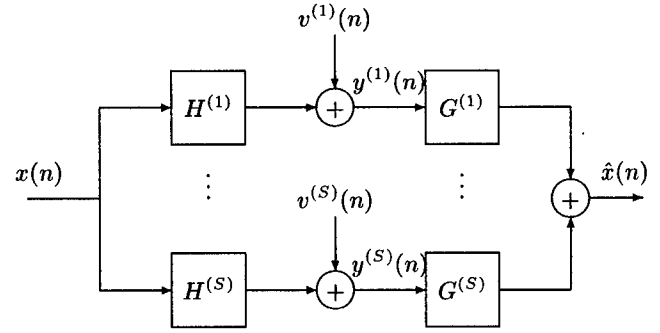 v^{(1)}(n)
y^{(1)}(n)
H^{(1)}
+
G^{(1)}
x(n)
⋮
⋮
x̂(n)
v^{(S)}(n)
+
y^{(S)}(n)
H^{(S)}
+
G^{(S)}